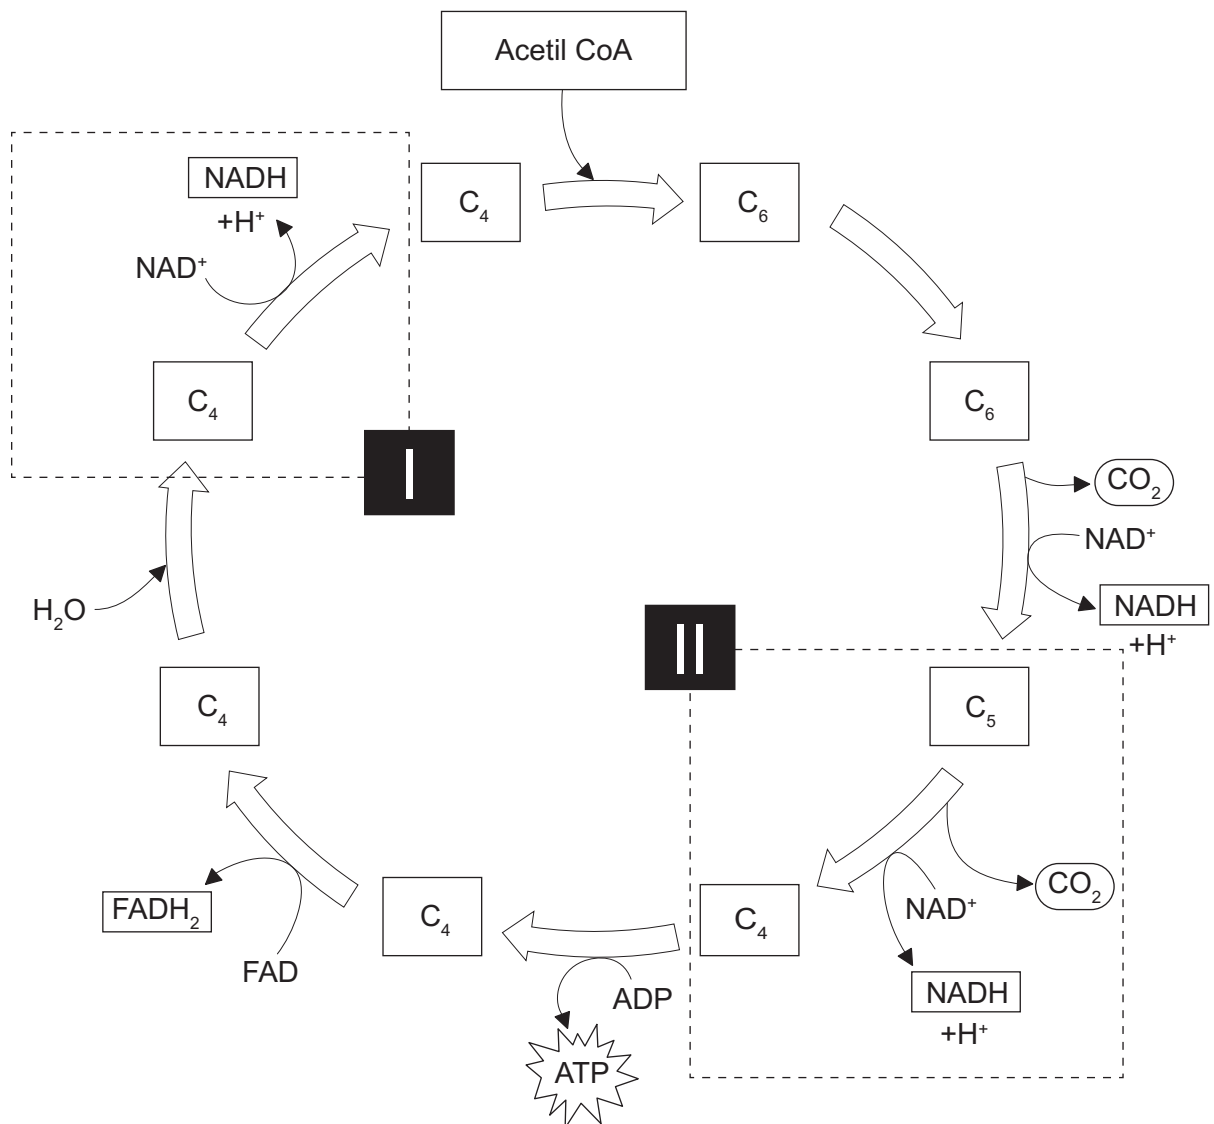 Acetil CoA
NADH
+H⁺
NAD⁺
C₄
C₆
C₄
C₆
I
CO₂
NAD⁺
NADH
+H⁺
H₂O
II
C₄
C₅
FADH₂
FAD
C₄
C₄
NAD⁺
CO₂
ADP
NADH
+H⁺
ATP